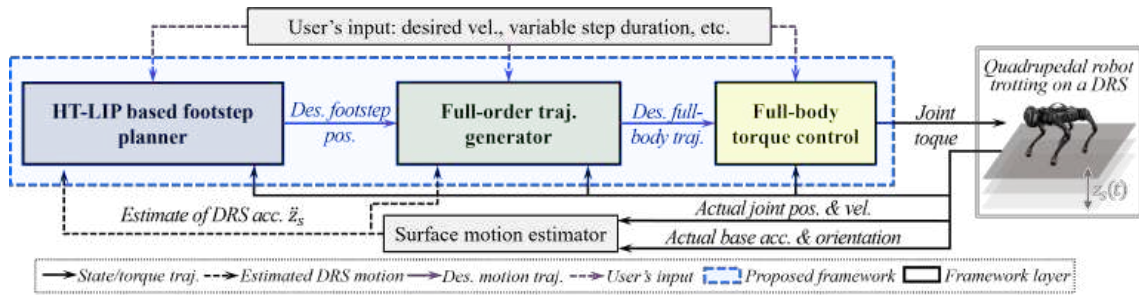 User's input: desired vel., variable step duration, etc.
HT-LIP based footstep
planner
Des. footstep
pos.
Full-order traj.
generator
Des. full-
body traj.
Full-body
torque control
Joint
toque
Quadrupedal robot
trotting on a DRS
z_s(t)
Estimate of DRS acc. z̈_s
Surface motion estimator
Actual joint pos. & vel.
Actual base acc. & orientation
State/torque traj. Estimated DRS motion Des. motion traj. User's input Proposed framework Framework layer